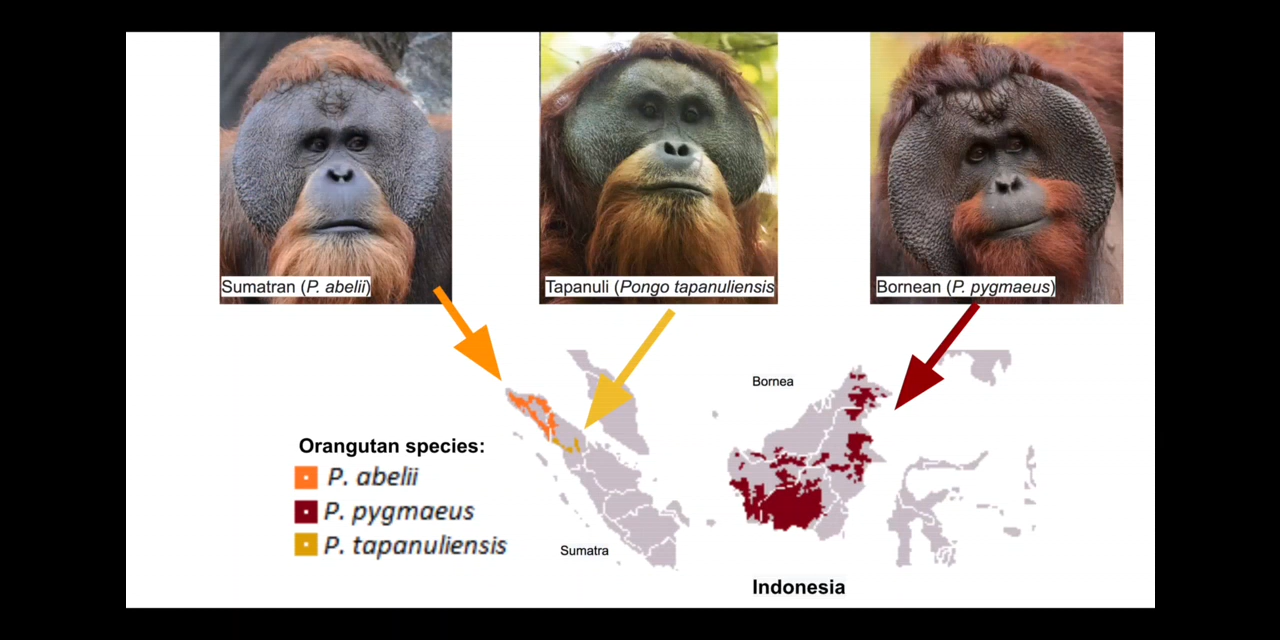 Sumatran (P. abelii)
Tapanuli (Pongo tapanuliensis
Bornean (P. pygmaeus)
Bornea
Orangutan species:
P. abelii
P. pygmaeus
P. tapanuliensis
Sumatra
Indonesia